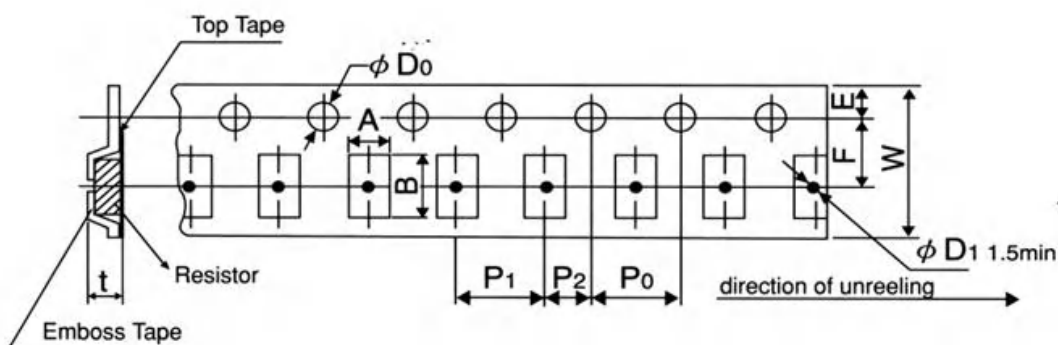 Top Tape
ϕ D0
A
B
E
F
W
ϕ D1 1.5min
Resistor
t
P1
P2
P0
direction of unreeling
Emboss Tape